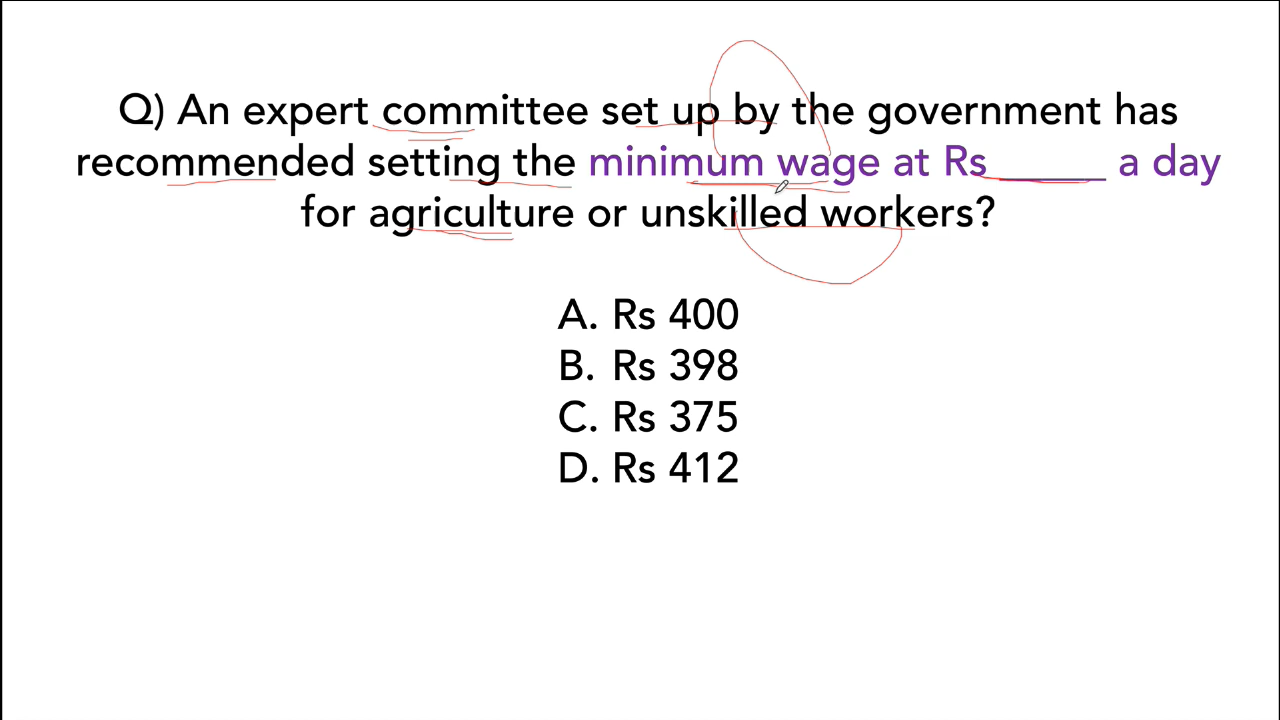 Q) An expert committee set up by the government has
recommended setting the minimum wage at Rs ______ a day
for agriculture or unskilled workers?
A. Rs 400
B. Rs 398
C. Rs 375
D. Rs 412